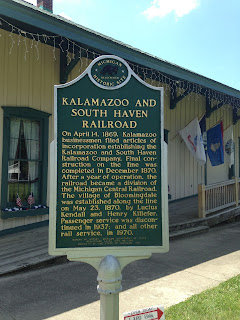 MICHIGAN
HISTORIC SITE
KALAMAZOO AND
SOUTH HAVEN
RAILROAD
On April 14, 1869, Kalamazoo
businessmen filed articles of
incorporation establishing the
Kalamazoo and South Haven
Railroad Company. Final con-
struction on the line was
completed in December 1870.
After a year of operation, the
railroad became a division of
the Michigan Central Railroad.
The village of Bloomingdale
was established along the line
on May 23, 1870, by Lucius
Kendall and Henry Killefer.
Passenger service was discon-
tinued in 1937; and all other
rail service, in 1970.